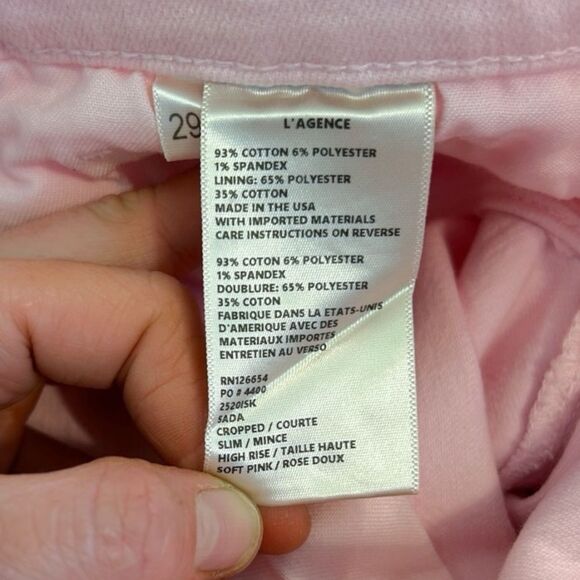 29
L'AGENCE
93% COTTON 6% POLYESTER
1% SPANDEX
LINING: 65% POLYESTER
35% COTTON
MADE IN THE USA
WITH IMPORTED MATERIALS
CARE INSTRUCTIONS ON REVERSE
93% COTON 6% POLYESTER
1% SPANDEX
DOUBLURE: 65% POLYESTER
35% COTON
FABRIQUE DANS LA ETATS-UNIS
D'AMERIQUE AVEC DES
MATERIAUX IMPORTES
ENTRETIEN AU VERSO
RN126654
PO # 4400
2520ISK
SADA
CROPPED / COURTE
SLIM / MINCE
HIGH RISE / TAILLE HAUTE
SOFT PINK / ROSE DOUX